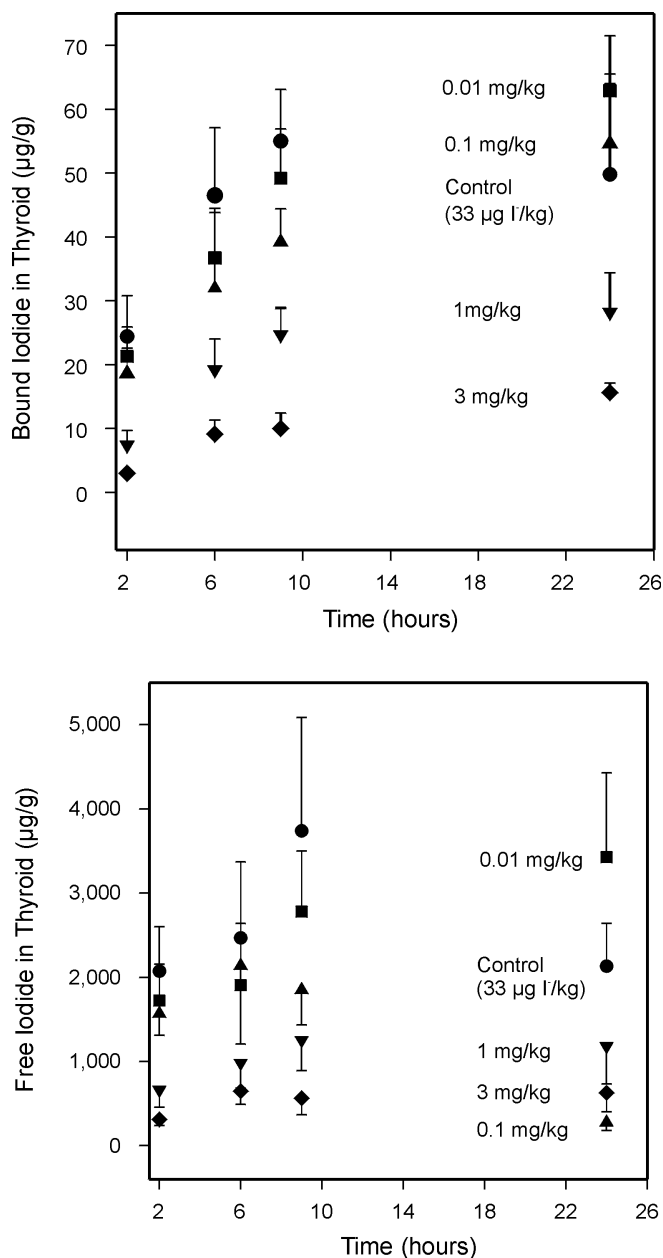 Bound Iodide in Thyroid (µg/g)
70
60
50
40
30
20
10
0
0.01 mg/kg
0.1 mg/kg
Control
(33 µg I⁻/kg)
1mg/kg
3 mg/kg
2 6 10 14 18 22 26
Time (hours)
Free Iodide in Thyroid (µg/g)
5,000
4,000
3,000
2,000
1,000
0
0.01 mg/kg
Control
(33 µg I⁻/kg)
1 mg/kg
3 mg/kg
0.1 mg/kg
2 6 10 14 18 22 26
Time (hours)